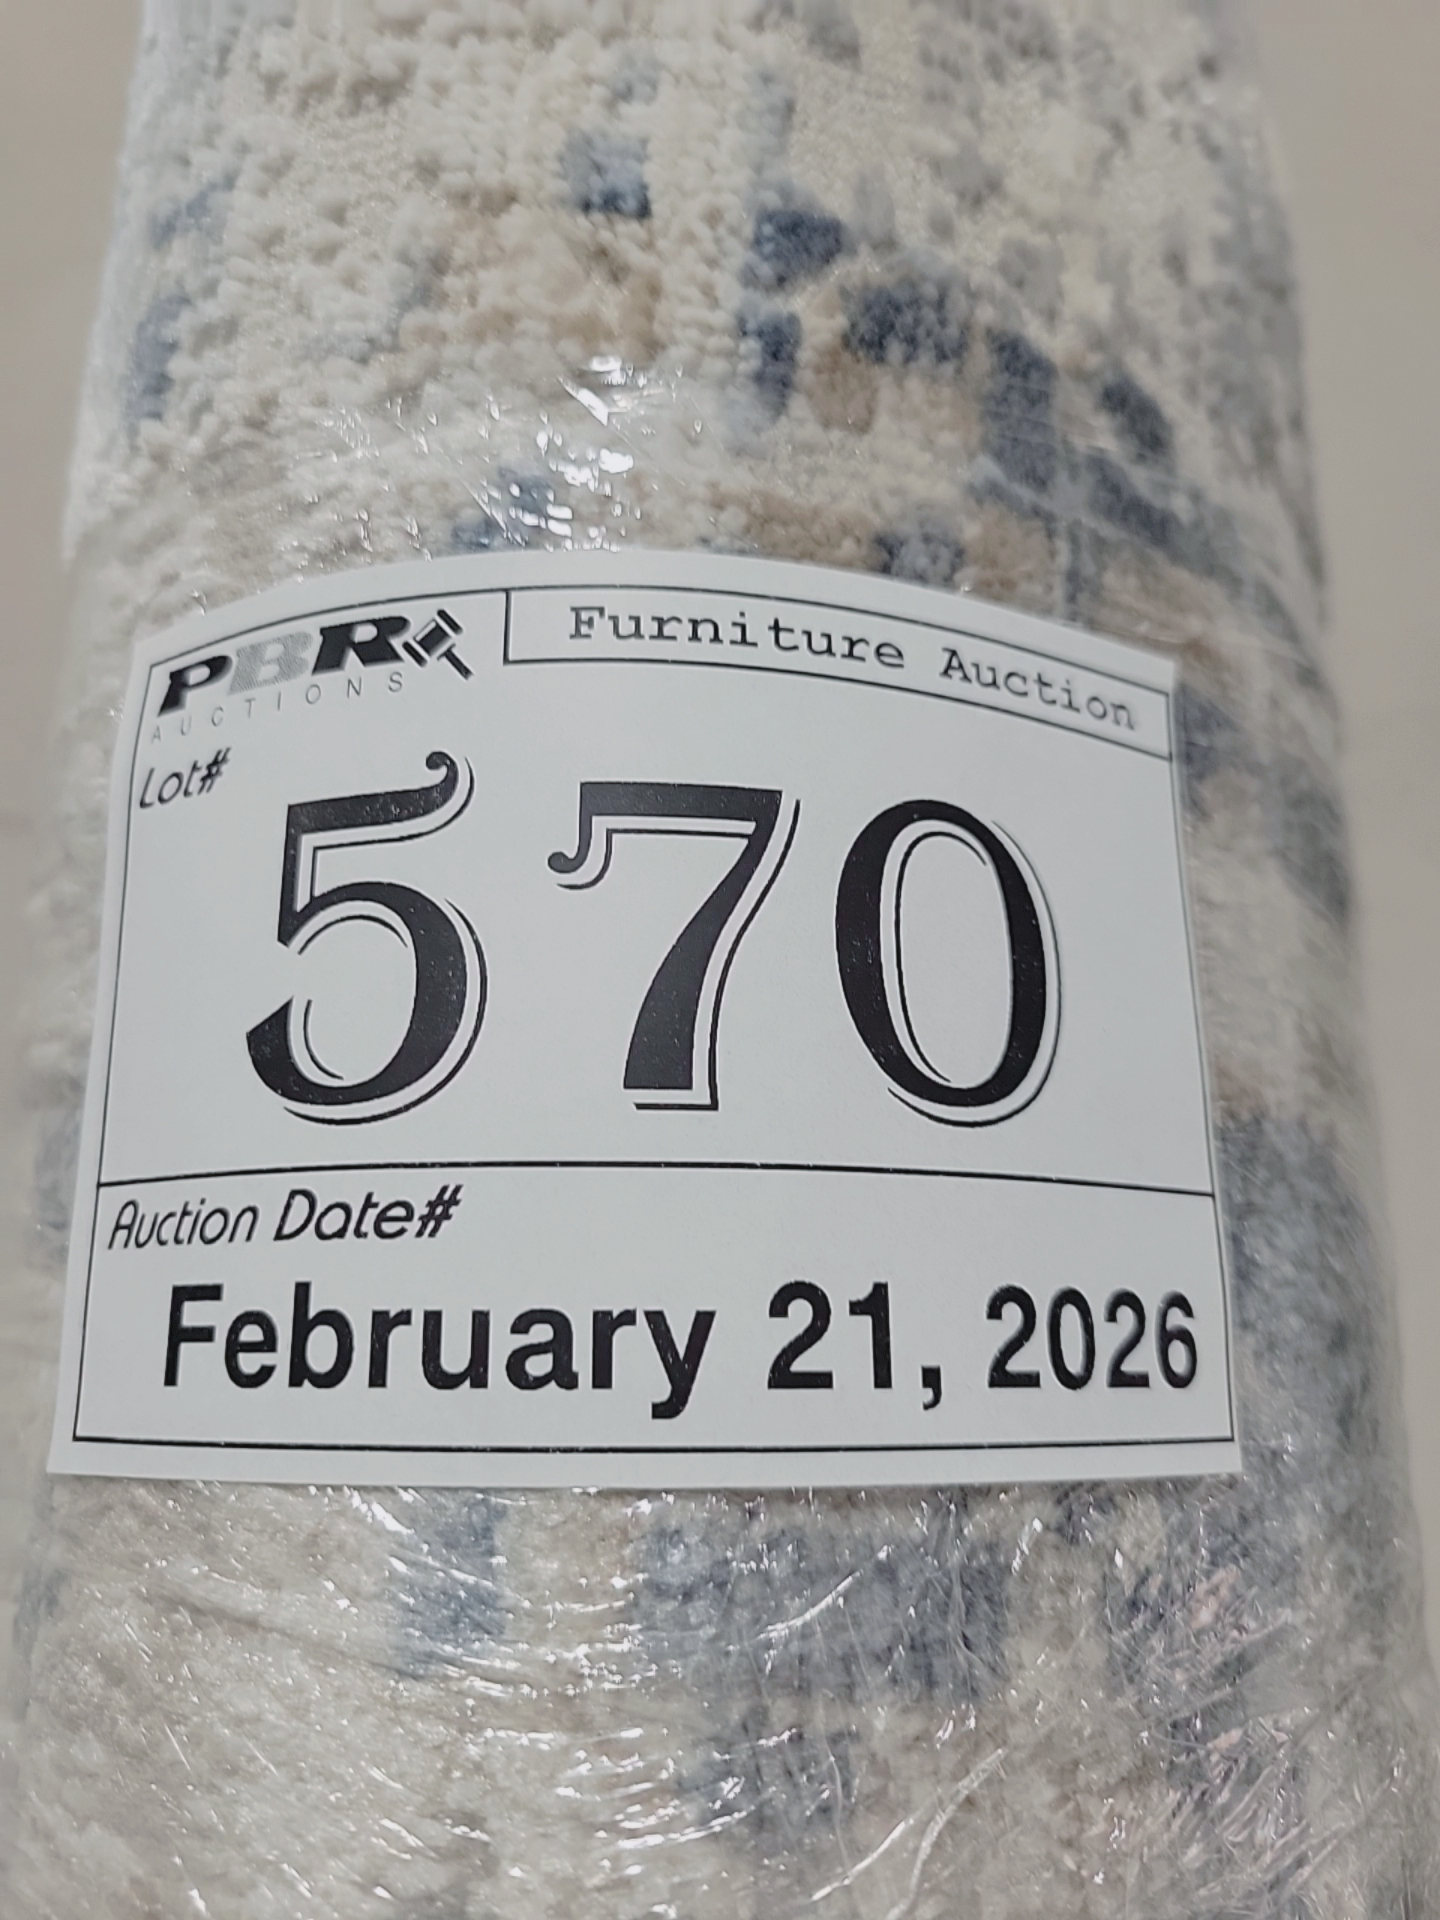 PBR
AUCTIONS
Furniture Auction
Lot#
570
Auction Date#
February 21, 2026